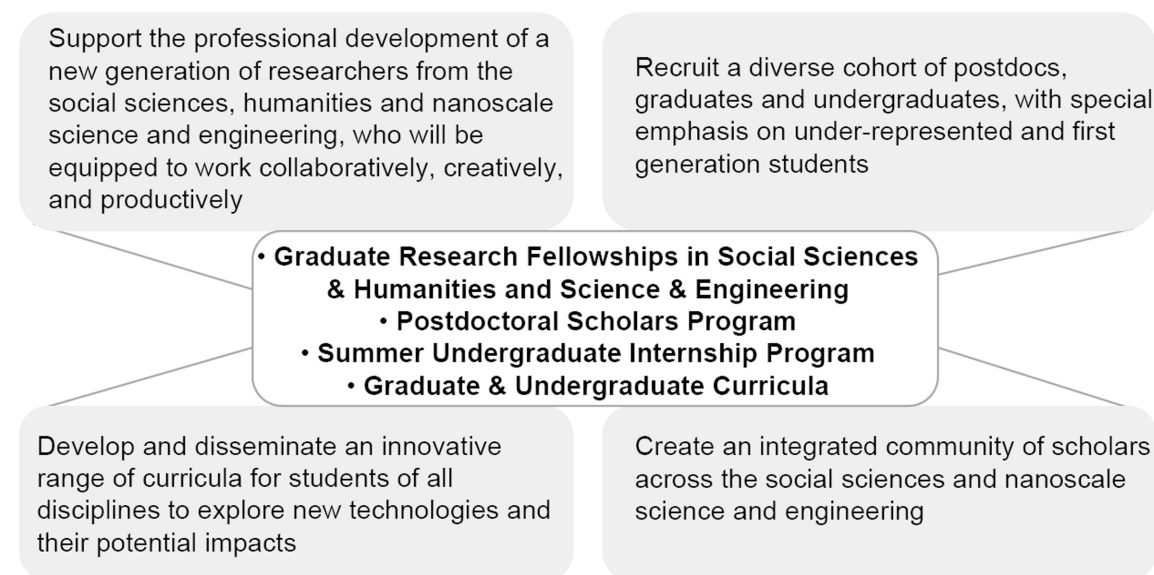 Support the professional development of a
new generation of researchers from the
social sciences, humanities and nanoscale
science and engineering, who will be
equipped to work collaboratively, creatively,
and productively
Recruit a diverse cohort of postdocs,
graduates and undergraduates, with special
emphasis on under-represented and first
generation students
• Graduate Research Fellowships in Social Sciences
& Humanities and Science & Engineering
• Postdoctoral Scholars Program
• Summer Undergraduate Internship Program
• Graduate & Undergraduate Curricula
Develop and disseminate an innovative
range of curricula for students of all
disciplines to explore new technologies and
their potential impacts
Create an integrated community of scholars
across the social sciences and nanoscale
science and engineering